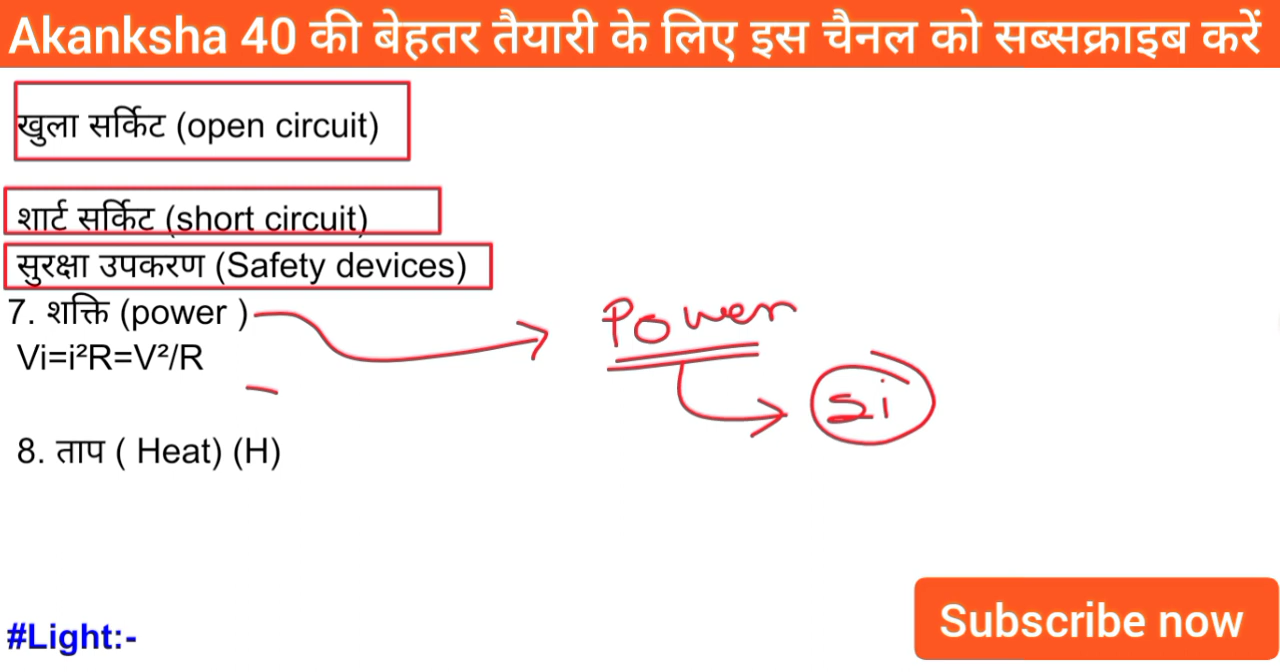 Akanksha 40 की बेहतर तैयारी के लिए इस चैनल को सब्सक्राइब करें
खुला सर्किट (open circuit)
शार्ट सर्किट (short circuit)
सुरक्षा उपकरण (Safety devices)
7. शक्ति (power )
Power
Vi=i²R=V²/R
Si
8. ताप ( Heat) (H)
#Light:-
Subscribe now